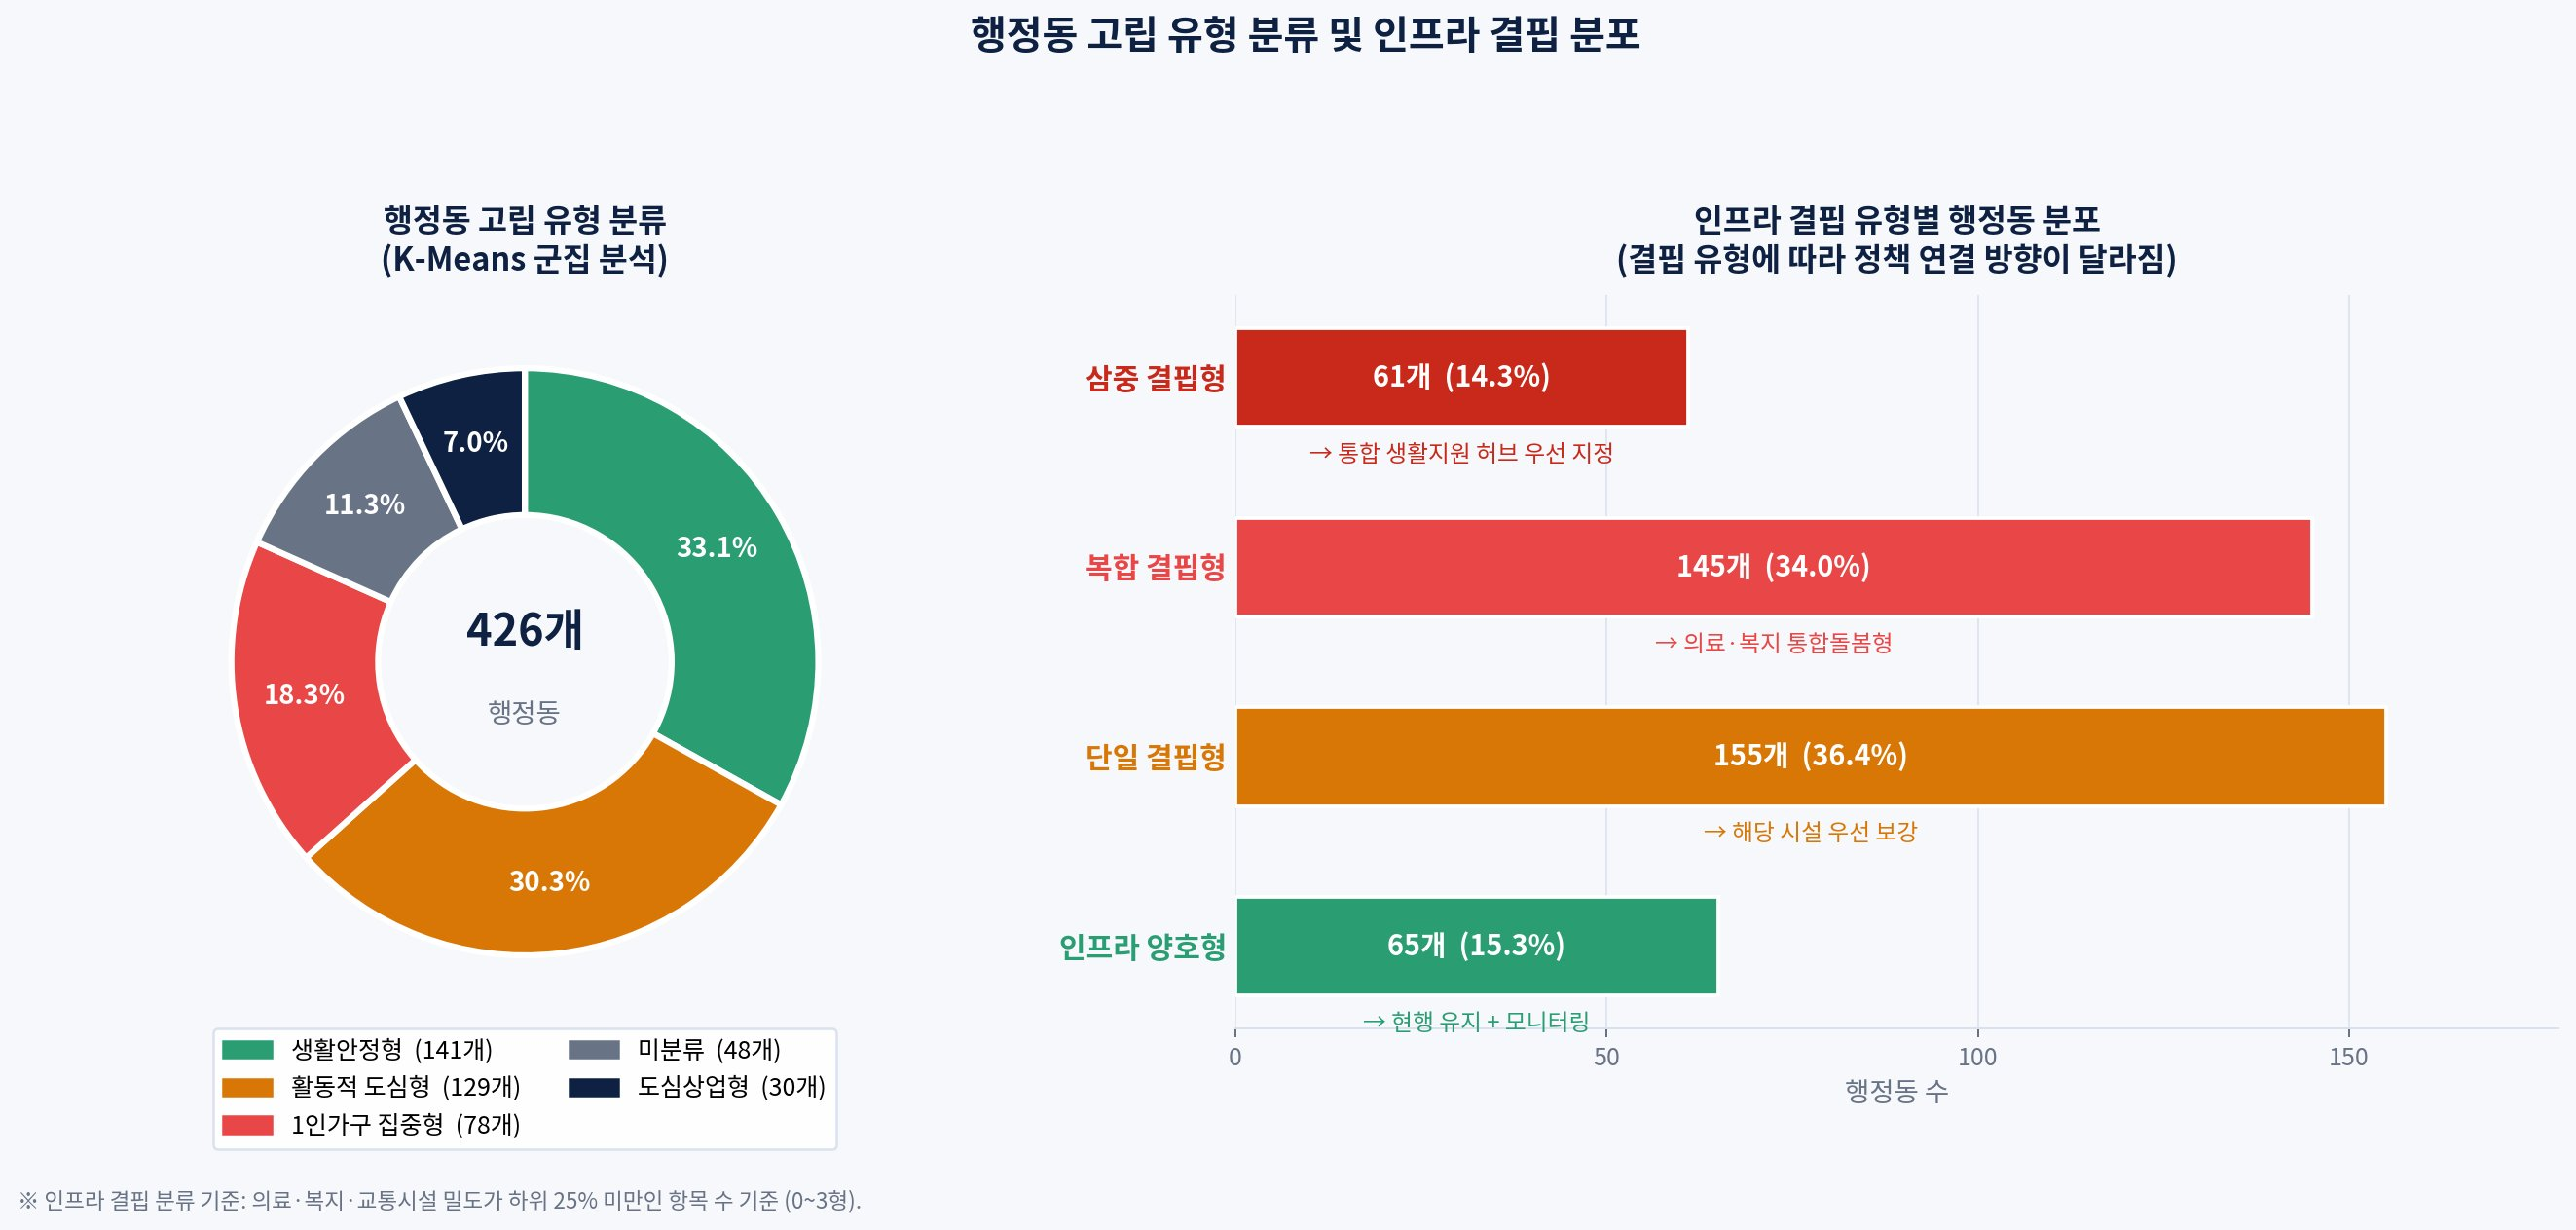 행정동 고립 유형 분류 및 인프라 결핍 분포
행정동 고립 유형 분류
(K-Means 군집 분석)
7.0%
33.1%
11.3%
18.3%
30.3%
426개
행정동
생활안정형 (141개)
활동적 도심형 (129개)
1인가구 집중형 (78개)
미분류 (48개)
도심상업형 (30개)
인프라 결핍 유형별 행정동 분포
(결핍 유형에 따라 정책 연결 방향이 달라짐)
삼중 결핍형
61개 (14.3%)
→ 통합 생활지원 허브 우선 지정
복합 결핍형
145개 (34.0%)
→ 의료·복지 통합돌봄형
단일 결핍형
155개 (36.4%)
→ 해당 시설 우선 보강
인프라 양호형
65개 (15.3%)
→ 현행 유지 + 모니터링
0 50 100 150
행정동 수
※ 인프라 결핍 분류 기준: 의료·복지·교통시설 밀도가 하위 25% 미만인 항목 수 기준 (0~3형).